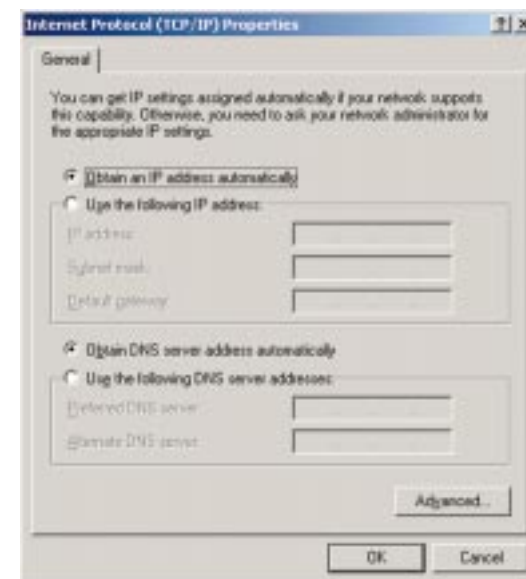 Internet Protocol (TCP/IP) Properties
General
You can get IP settings assigned automatically if your network supports
this capability. Otherwise, you need to ask your network administrator for
the appropriate IP settings.
Obtain an IP address automatically
Use the following IP address:
IP address:
Subnet mask:
Default gateway:
Obtain DNS server address automatically
Use the following DNS server addresses:
Preferred DNS server:
Alternate DNS server:
Advanced...
OK
Cancel